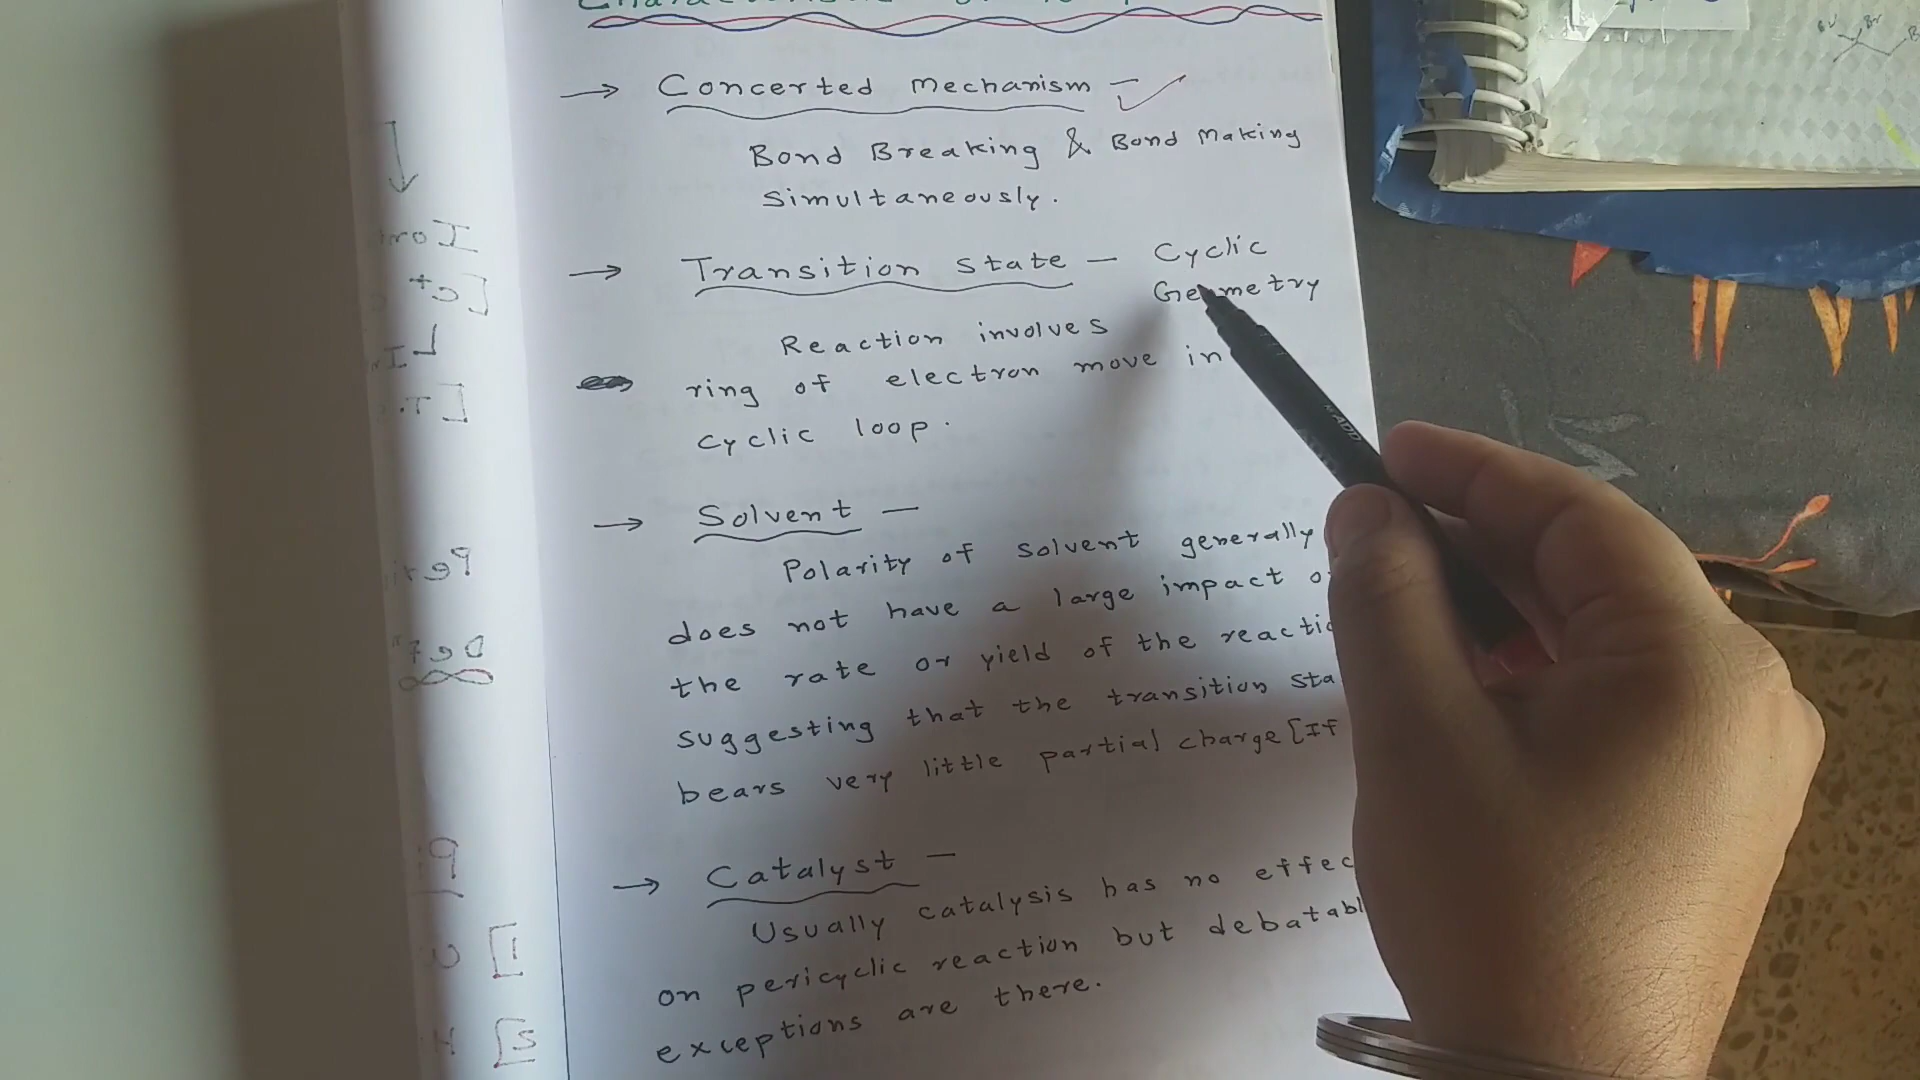 → Concerted mechanism - ✓
Bond Breaking & Bond Making
Simultaneously.
→ Transition state - Cyclic
Geometry
Reaction involves
ring of electron move in
cyclic loop.
→ Solvent -
Polarity of solvent generally
does not have a large impact
the rate or yield of the
suggesting that the transition
bears very little partial charge [If
→ Catalyst -
Usually catalysis has no
on pericyclic reaction but
exceptions are there.